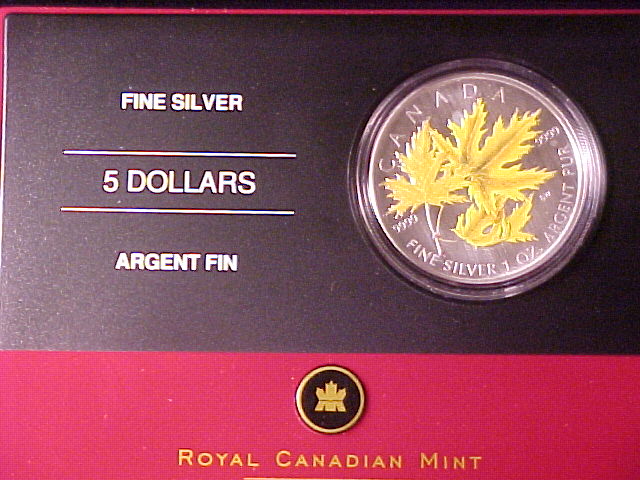 FINE SILVER
5 DOLLARS
ARGENT FIN
CANADA
9999
9999
FINE SILVER 1 OZ. ARGENT PUR
ROYAL CANADIAN MINT